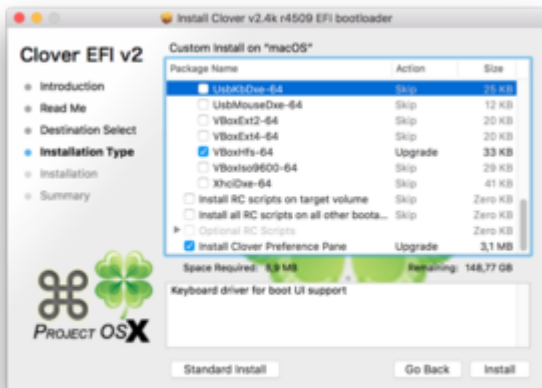 Install Clover v2.4k r4509 EFI bootloader
Clover EFI v2
Custom Install on "macOS"
Package Name Action Size
UsbKbDxe-64 Skip 25 KB
UsbMouseDxe-64 Skip 12 KB
VBoxExt2-64 Skip 20 KB
VBoxExt4-64 Skip 20 KB
VBoxHfs-64 Upgrade 33 KB
VBoxIso9600-64 Skip 29 KB
XhciDxe-64 Skip 41 KB
Install RC scripts on target volume Skip Zero KB
Install all RC scripts on all other boota... Skip Zero KB
Optional RC Scripts Zero KB
Install Clover Preference Pane Upgrade 3,1 MB
Introduction
Read Me
Destination Select
Installation Type
Installation
Summary
Space Required: 8,9 MB Remaining: 148,77 GB
Keyboard driver for boot UI support
PROJECT OSX
Standard Install Go Back Install